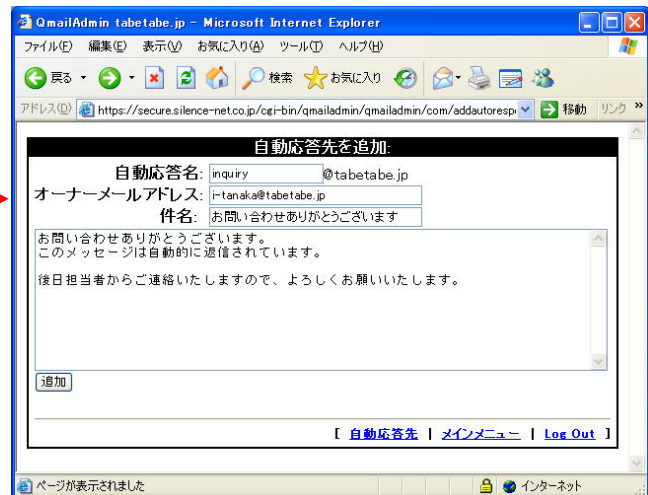 QmailAdmin tabetabe.jp - Microsoft Internet Explorer
ファイル(F) 編集(E) 表示(V) お気に入り(A) ツール(T) ヘルプ(H)
戻る 検索 お気に入り
アドレス(D) https://secure.silence-net.co.jp/cgi-bin/qmailadmin/qmailadmin/com/addautorespo 移動 リンク »
自動応答先を追加:
自動応答名: inquiry @tabetabe.jp
オーナーメールアドレス: i-tanaka@tabetabe.jp
件名: お問い合わせありがとうございます
お問い合わせありがとうございます。
このメッセージは自動的に返信されています。
後日担当者からご連絡いたしますので、よろしくお願いいたします。
追加
[ 自動応答先 | メインメニュー | Log Out ]
ページが表示されました インターネット